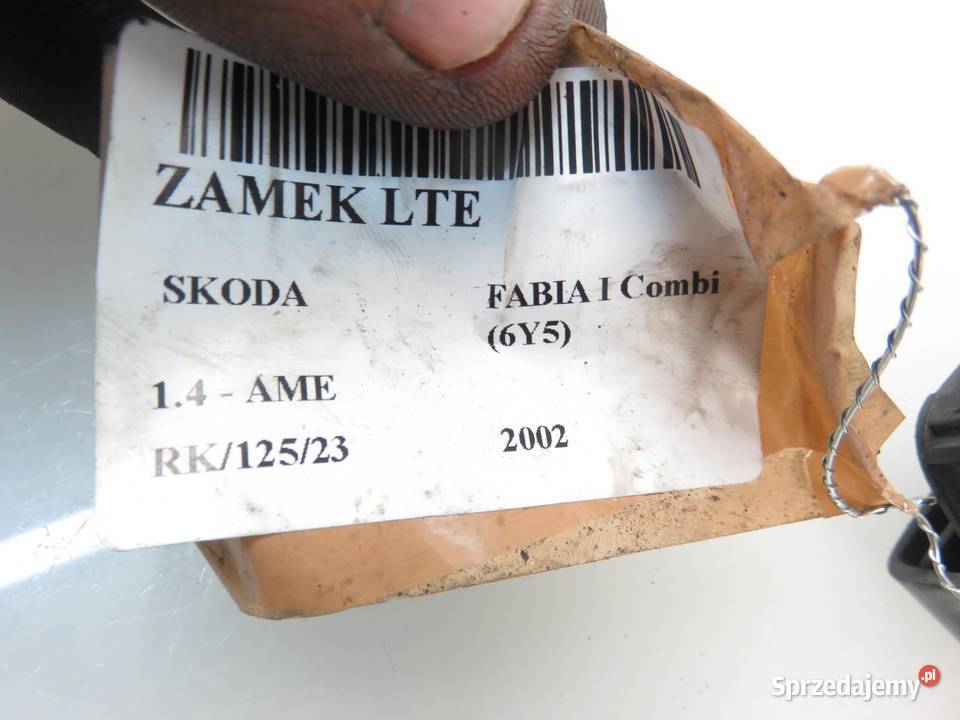 ZAMEK LTE
SKODA
FABIA I Combi
(6Y5)
1.4 - AME
RK/125/23
2002
Sprzedajemy.pl